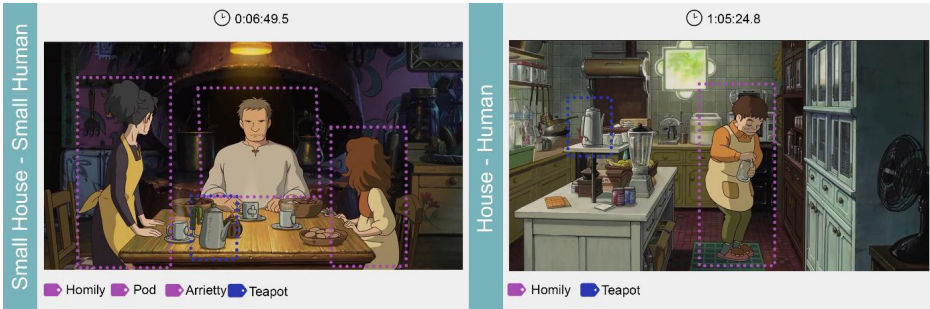 Small House - Small Human
0:06:49.5
Homily Pod Arrietty Teapot
House - Human
1:05:24.8
Homily Teapot